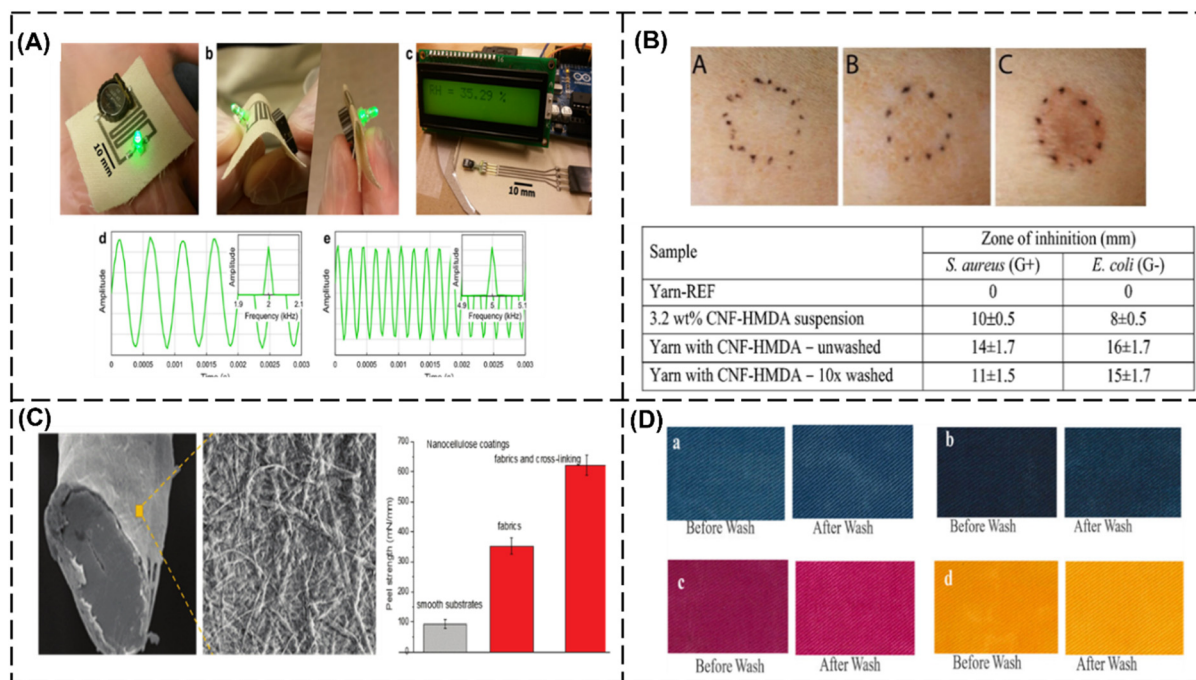 (A)
b
c
RH = 35.29 %
10 mm
10 mm
d
e
Amplitude
Amplitude
1.9 2 2.1
Frequency (kHz)
Amplitude
Amplitude
4.9 5 5.1
Frequency (kHz)
0 0.0005 0.001 0.0015 0.002 0.0025 0.003
0 0.0005 0.001 0.0015 0.002 0.0025 0.003
Time (s)
Time (s)
(B)
A
B
C
Sample
Zone of inhinition (mm)
S. aureus (G+) E. coli (G-)
Yarn-REF 0 0
3.2 wt% CNF-HMDA suspension 10±0.5 8±0.5
Yarn with CNF-HMDA – unwashed 14±1.7 16±1.7
Yarn with CNF-HMDA – 10x washed 11±1.5 15±1.7
(C)
Peel strength (mN/mm)
700
600
500
400
300
200
100
0
Nanocellulose coatings
fabrics and cross-linking
fabrics
smooth substrates
(D)
a
b
Before Wash After Wash Before Wash After Wash
c
d
Before Wash After Wash Before Wash After Wash